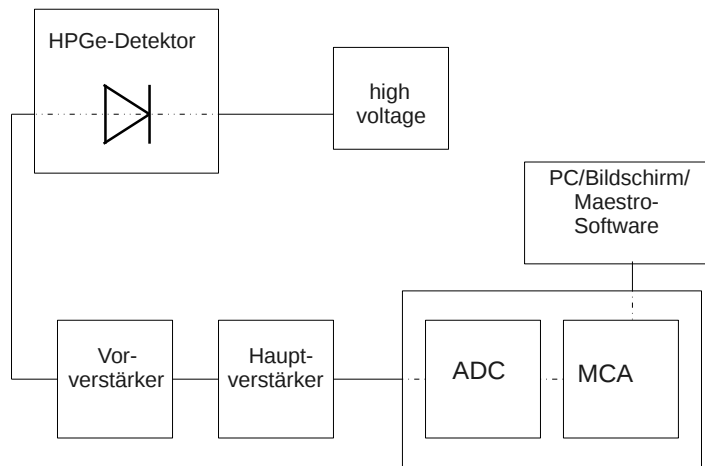 HPGe-Detektor
high
voltage
PC/Bildschirm/
Maestro-
Software
Vor-
verstärker
Haupt-
verstärker
ADC
MCA